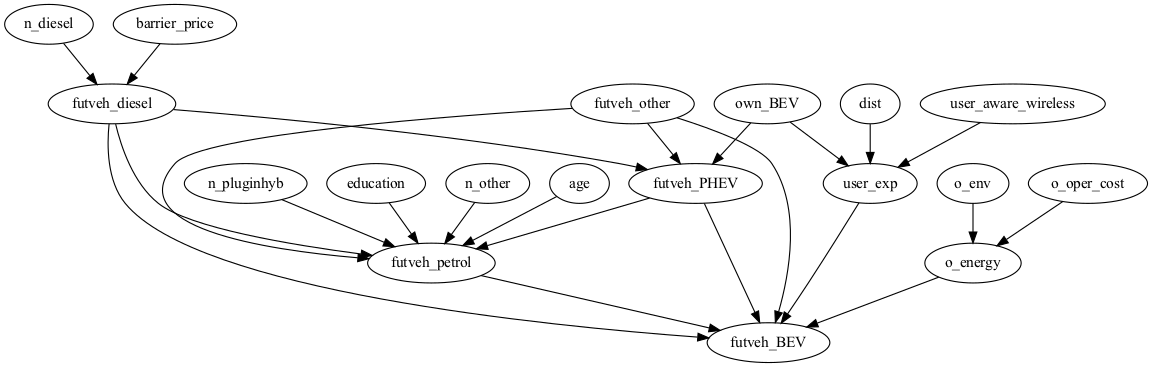 n_diesel
barrier_price
futveh_diesel
futveh_other
own_BEV
dist
user_aware_wireless
n_pluginhyb
education
n_other
age
futveh_PHEV
user_exp
o_env
o_oper_cost
futveh_petrol
o_energy
futveh_BEV